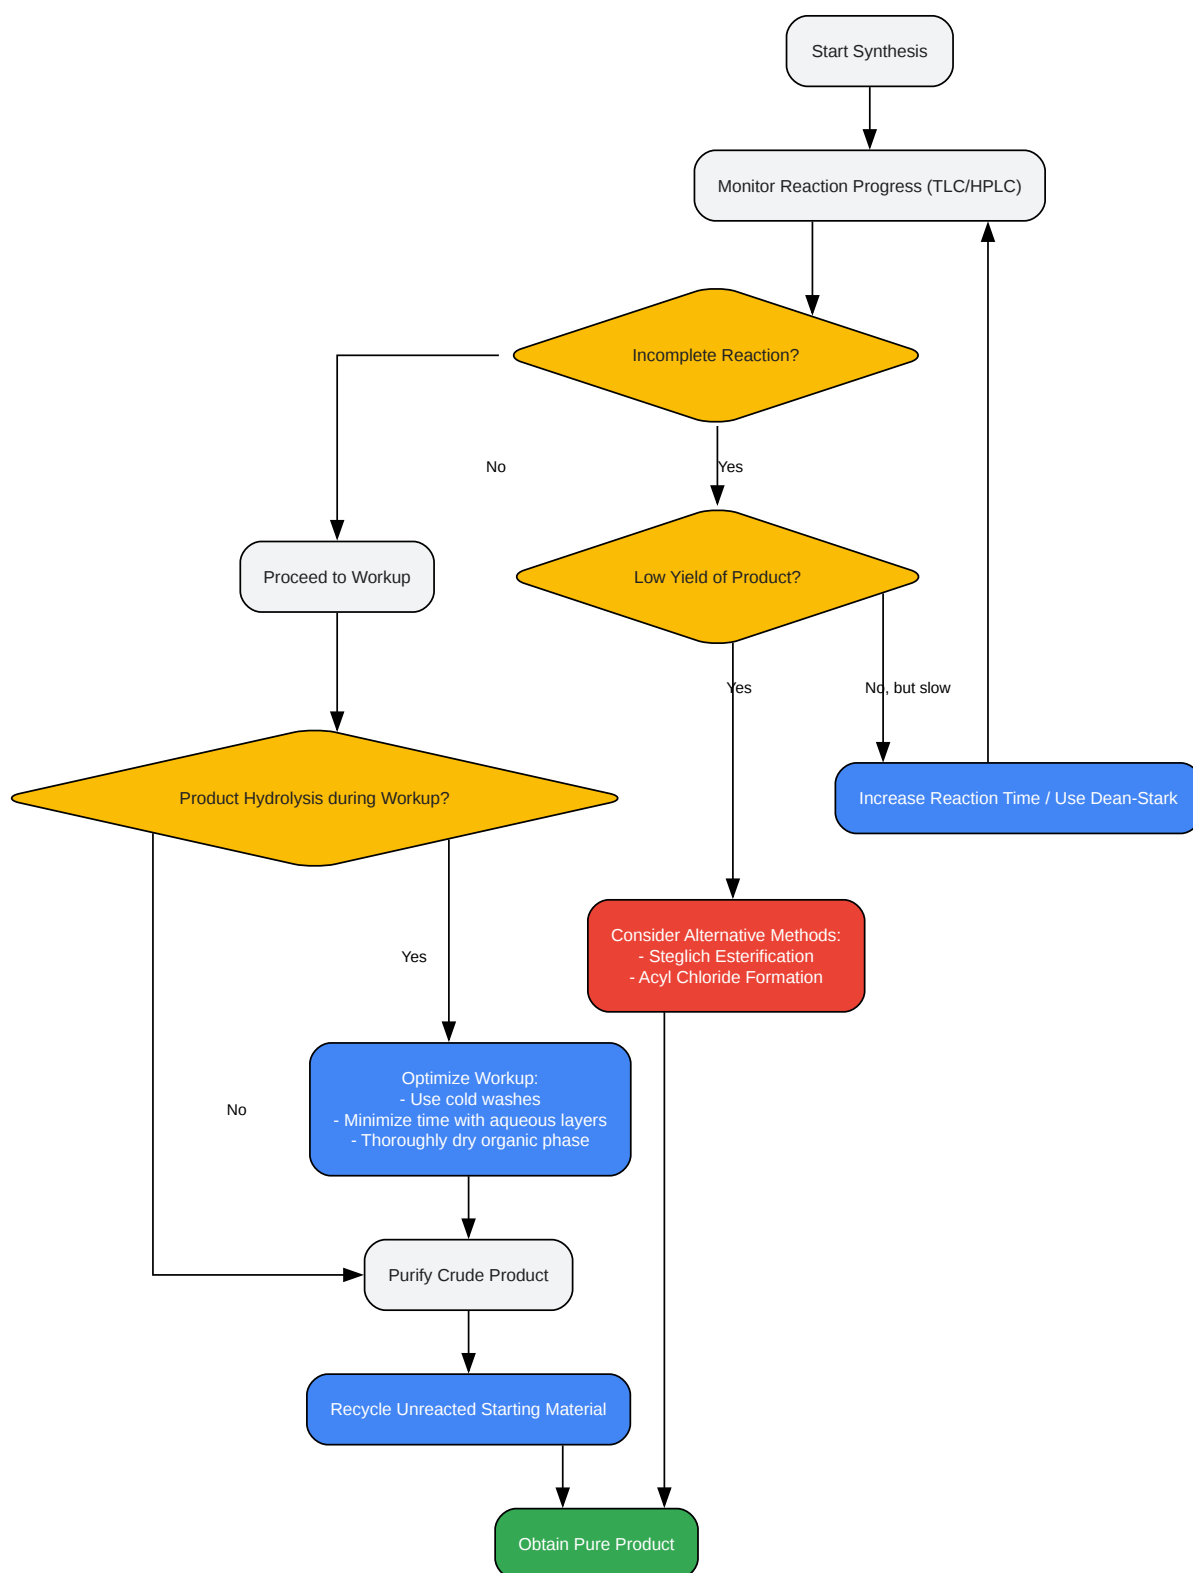 Start Synthesis
Monitor Reaction Progress (TLC/HPLC)
Incomplete Reaction?
No
Yes
Proceed to Workup
Low Yield of Product?
Yes
No, but slow
Product Hydrolysis during Workup?
Increase Reaction Time / Use Dean-Stark
Consider Alternative Methods:
- Steglich Esterification
- Acyl Chloride Formation
Yes
Optimize Workup:
- Use cold washes
- Minimize time with aqueous layers
- Thoroughly dry organic phase
No
Purify Crude Product
Recycle Unreacted Starting Material
Obtain Pure Product